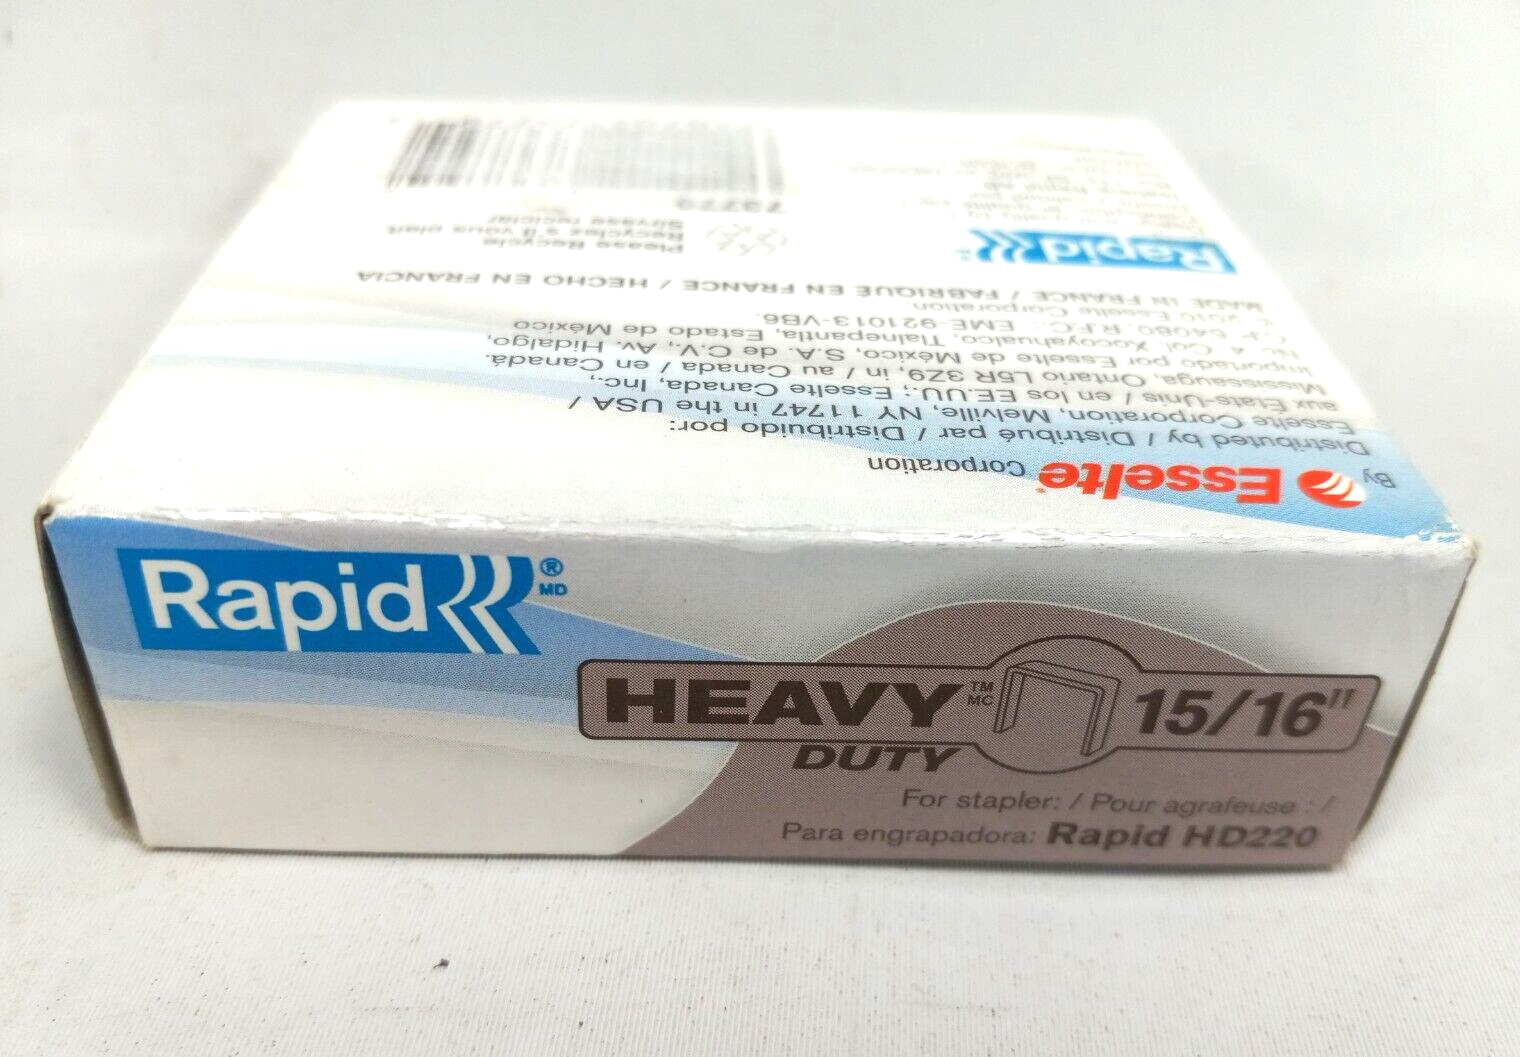 Rapid ® MD
HEAVY ™ MC 15/16"
DUTY
For stapler: / Pour agrafeuse : /
Para engrapadora: Rapid HD220
By Esselte Corporation
Distributed by / Distribué par / Distribuido por:
Esselte Corporation, Melville, NY 11747 in the USA /
aux États-Unis / en los EE.UU.; Esselte Canada, Inc.,
Mississauga, Ontario L5R 3Z9, in / au Canada / en Canadá.
Importado por Esselte de México, S.A. de C.V., Av. Hidalgo,
No 4, Col. Xocoyahualco, Tlalnepantla, Estado de México
C.P. 54080. R.F.C.: EME-921013-VB6.
© 2010 Esselte Corporation
MADE IN FRANCE / FABRIQUÉ EN FRANCE / HECHO EN FRANCIA
Rapid
Please Recycle
Recyclez s'il vous plaît
Sírvase reciclar
73773